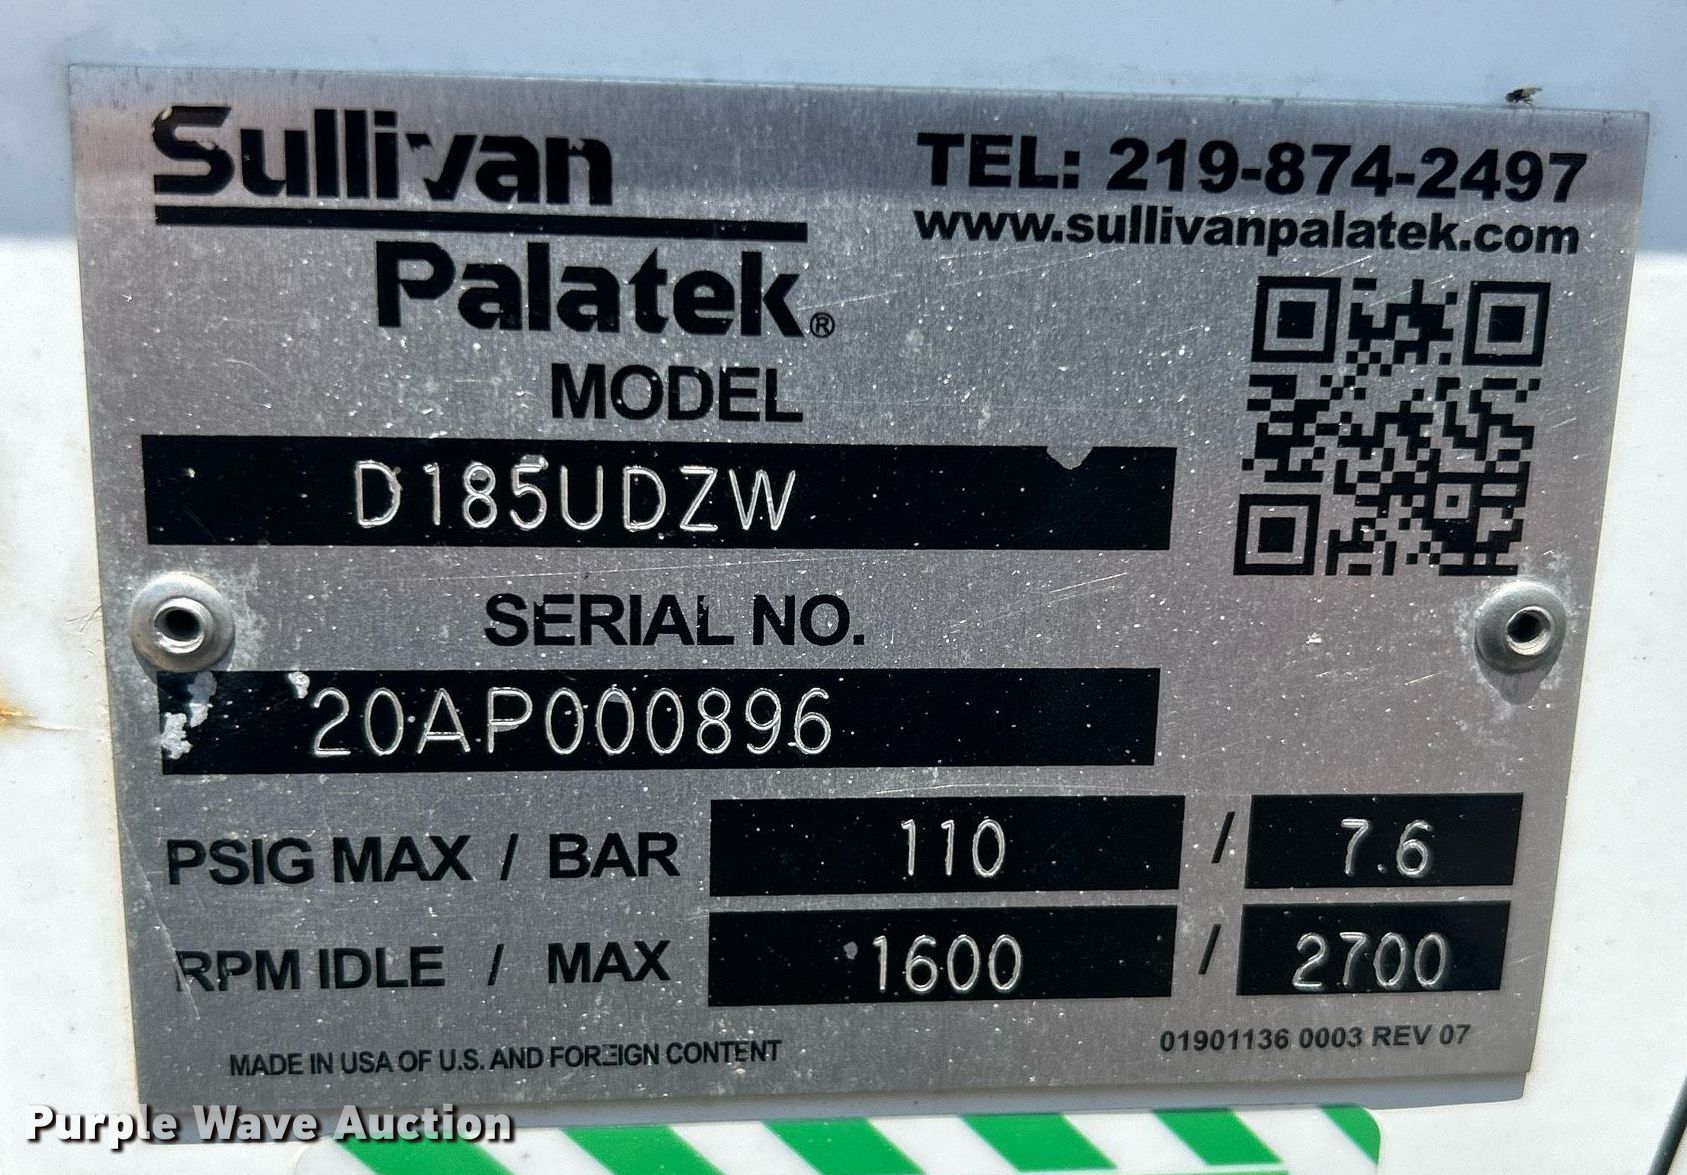 Sullivan
Palatek®
TEL: 219-874-2497
www.sullivanpalatek.com
MODEL
D185UDZW
SERIAL NO.
20AP000896
PSIG MAX / BAR 110 / 7.6
RPM IDLE / MAX 1600 / 2700
MADE IN USA OF U.S. AND FOREIGN CONTENT
01901136 0003 REV 07
Purple Wave Auction